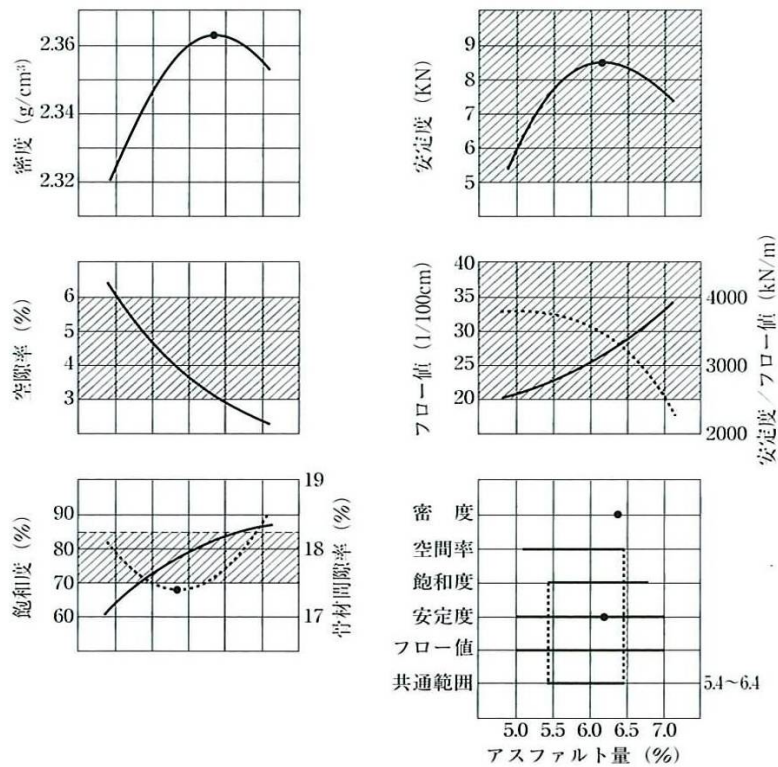 密度 (g/cm³)
2.36
2.34
2.32
安定度 (KN)
9
8
7
6
5
空隙率 (%)
6
5
4
3
フロー値 (1/100cm)
40
35
30
25
20
4000
3000
2000
安定度/フロー値 (kN/m)
飽和度 (%)
90
80
70
60
19
18
17
骨材間隙率 (%)
密 度
空間率
飽和度
安定度
フロー値
共通範囲
5.4〜6.4
5.0 5.5 6.0 6.5 7.0
アスファルト量 (%)